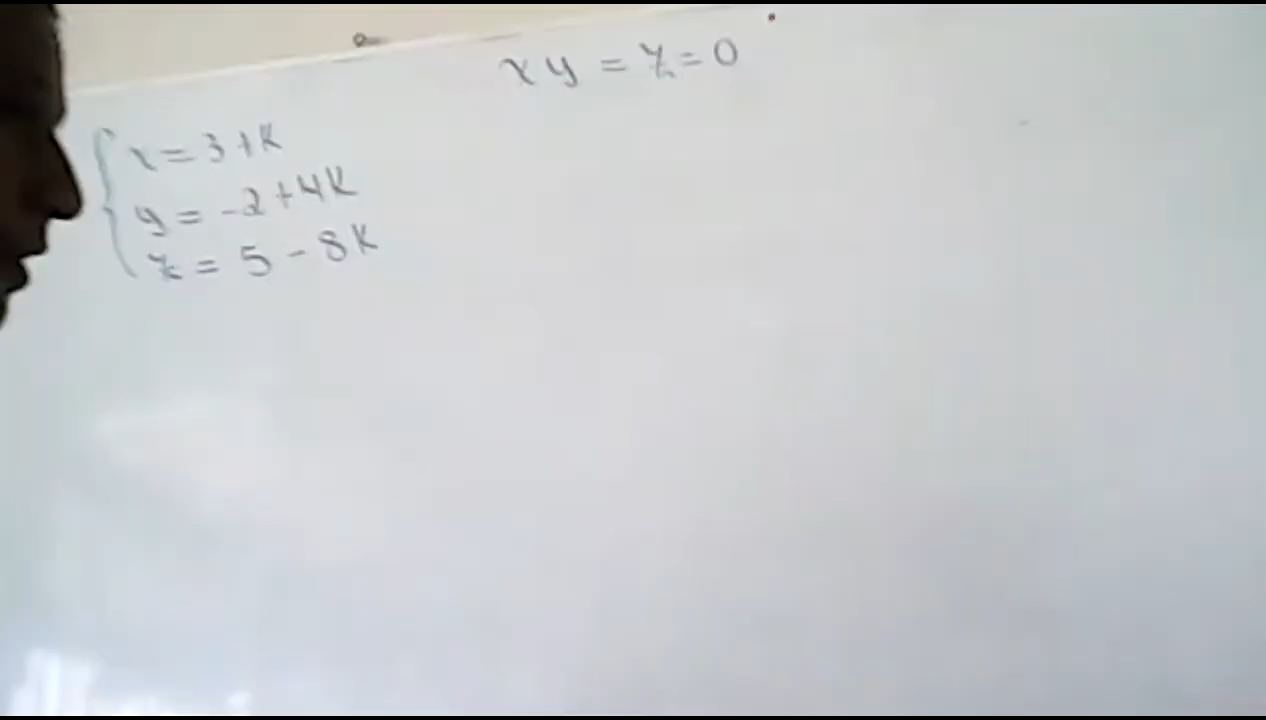 xy = z = 0
x = 3 + k
y = -2 + 4k
z = 5 - 8k